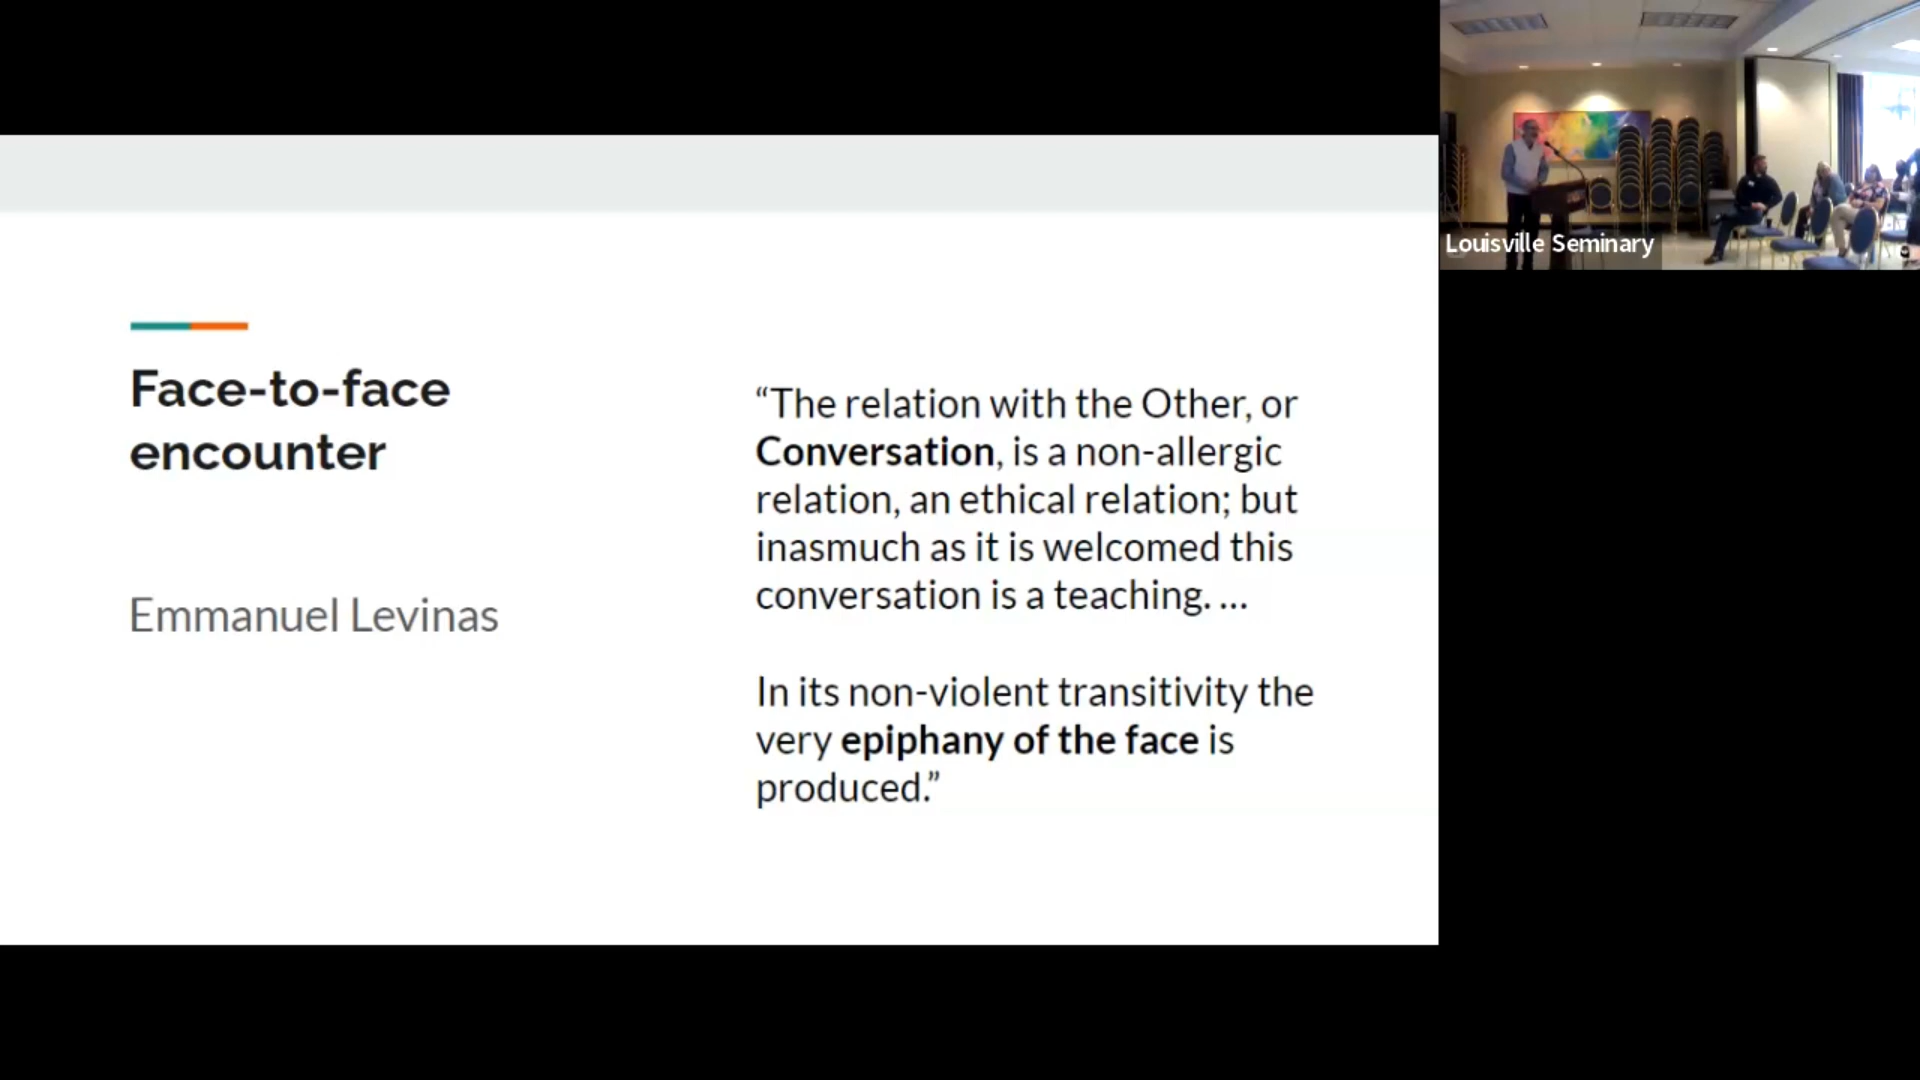 Face-to-face
encounter
Emmanuel Levinas
“The relation with the Other, or
Conversation, is a non-allergic
relation, an ethical relation; but
inasmuch as it is welcomed this
conversation is a teaching. ...
In its non-violent transitivity the
very epiphany of the face is
produced.”
Louisville Seminary